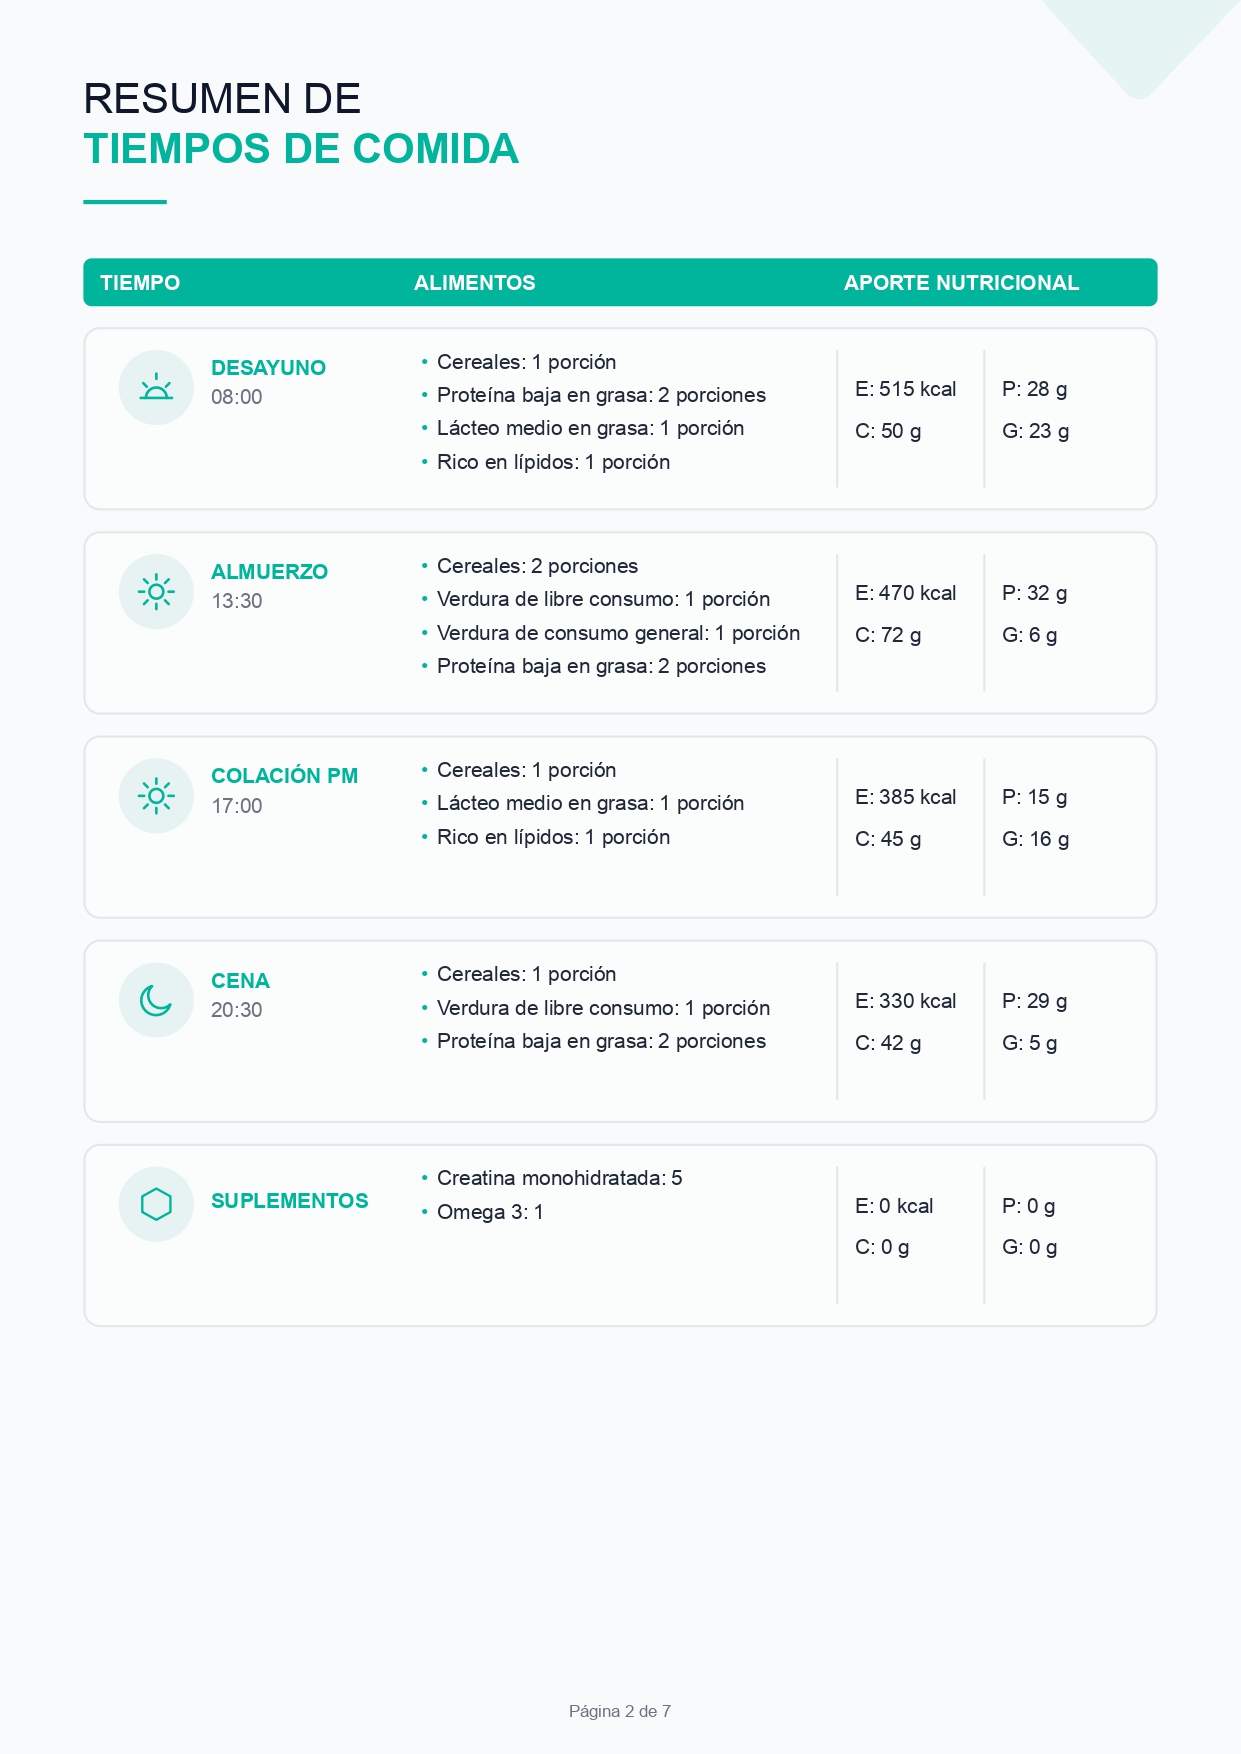 RESUMEN DE
TIEMPOS DE COMIDA
TIEMPO ALIMENTOS APORTE NUTRICIONAL
DESAYUNO
08:00
• Cereales: 1 porción
• Proteína baja en grasa: 2 porciones
• Lácteo medio en grasa: 1 porción
• Rico en lípidos: 1 porción
E: 515 kcal
C: 50 g
P: 28 g
G: 23 g
ALMUERZO
13:30
• Cereales: 2 porciones
• Verdura de libre consumo: 1 porción
• Verdura de consumo general: 1 porción
• Proteína baja en grasa: 2 porciones
E: 470 kcal
C: 72 g
P: 32 g
G: 6 g
COLACIÓN PM
17:00
• Cereales: 1 porción
• Lácteo medio en grasa: 1 porción
• Rico en lípidos: 1 porción
E: 385 kcal
C: 45 g
P: 15 g
G: 16 g
CENA
20:30
• Cereales: 1 porción
• Verdura de libre consumo: 1 porción
• Proteína baja en grasa: 2 porciones
E: 330 kcal
C: 42 g
P: 29 g
G: 5 g
SUPLEMENTOS
• Creatina monohidratada: 5
• Omega 3: 1
E: 0 kcal
C: 0 g
P: 0 g
G: 0 g
Página 2 de 7